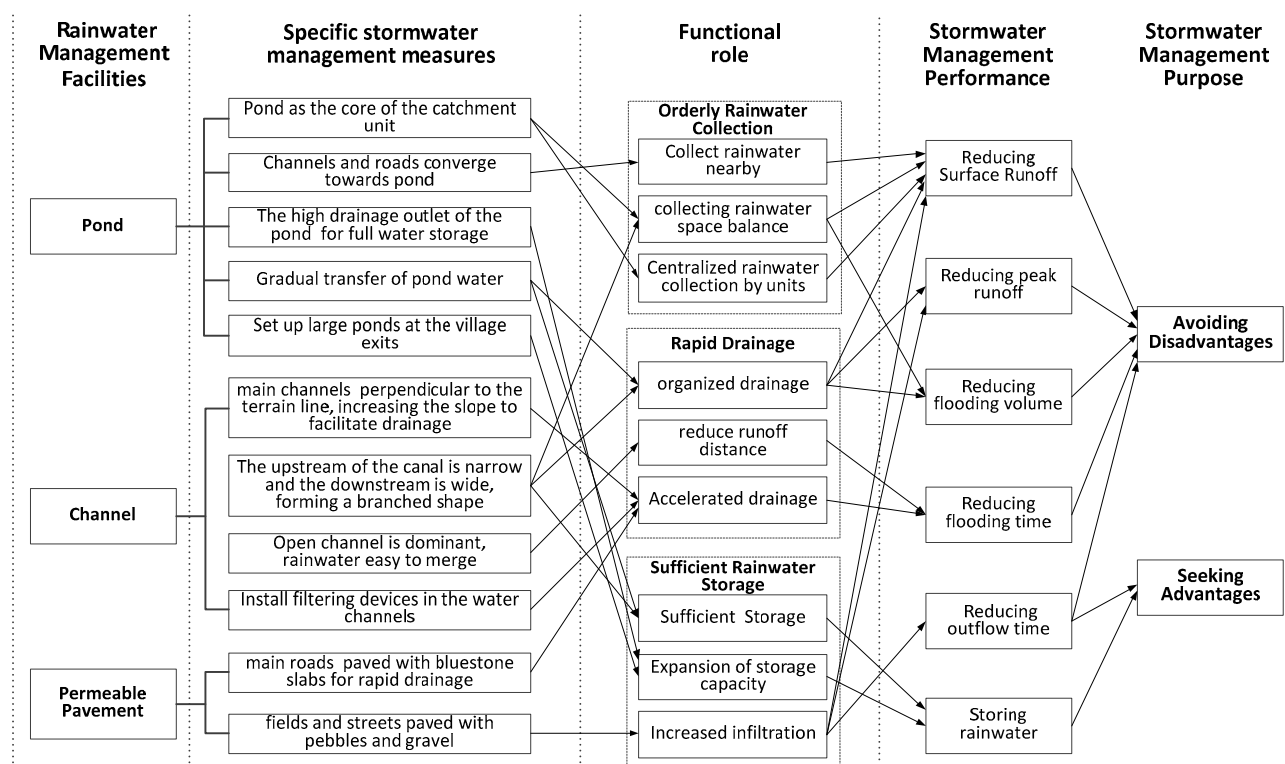 Rainwater
Management
Facilities
Specific stormwater
management measures
Functional
role
Stormwater
Management
Performance
Stormwater
Management
Purpose
Pond
Channel
Permeable
Pavement
Pond as the core of the catchment
unit
Channels and roads converge
towards pond
The high drainage outlet of the
pond for full water storage
Gradual transfer of pond water
Set up large ponds at the village
exits
main channels perpendicular to the
terrain line, increasing the slope to
facilitate drainage
The upstream of the canal is narrow
and the downstream is wide,
forming a branched shape
Open channel is dominant,
rainwater easy to merge
Install filtering devices in the water
channels
main roads paved with bluestone
slabs for rapid drainage
fields and streets paved with
pebbles and gravel
Orderly Rainwater
Collection
Collect rainwater
nearby
collecting rainwater
space balance
Centralized rainwater
collection by units
Rapid Drainage
organized drainage
reduce runoff
distance
Accelerated drainage
Sufficient Rainwater
Storage
Sufficient Storage
Expansion of storage
capacity
Increased infiltration
Reducing
Surface Runoff
Reducing peak
runoff
Reducing
flooding volume
Reducing
flooding time
Reducing
outflow time
Storing
rainwater
Avoiding
Disadvantages
Seeking
Advantages